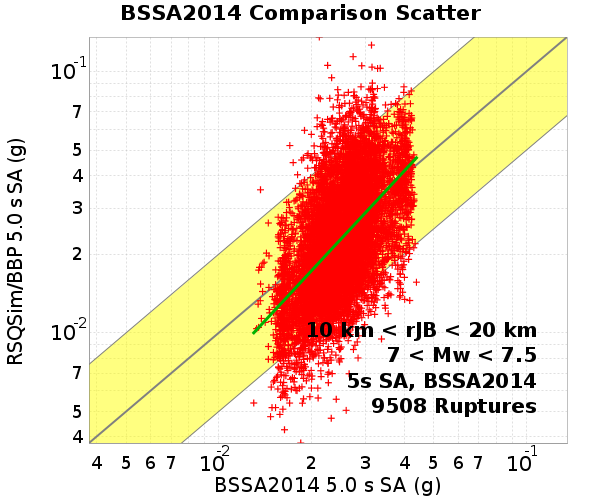 BSSA2014 Comparison Scatter
RSQSim/BBP 5.0 s SA (g)
10-1
7
5
4
3
2
10-2
7
5
4
10 km < rJB < 20 km
7 < Mw < 7.5
5s SA, BSSA2014
9508 Ruptures
4 5 6 7 10-2 2 3 4 5 6 7 10-1
BSSA2014 5.0 s SA (g)